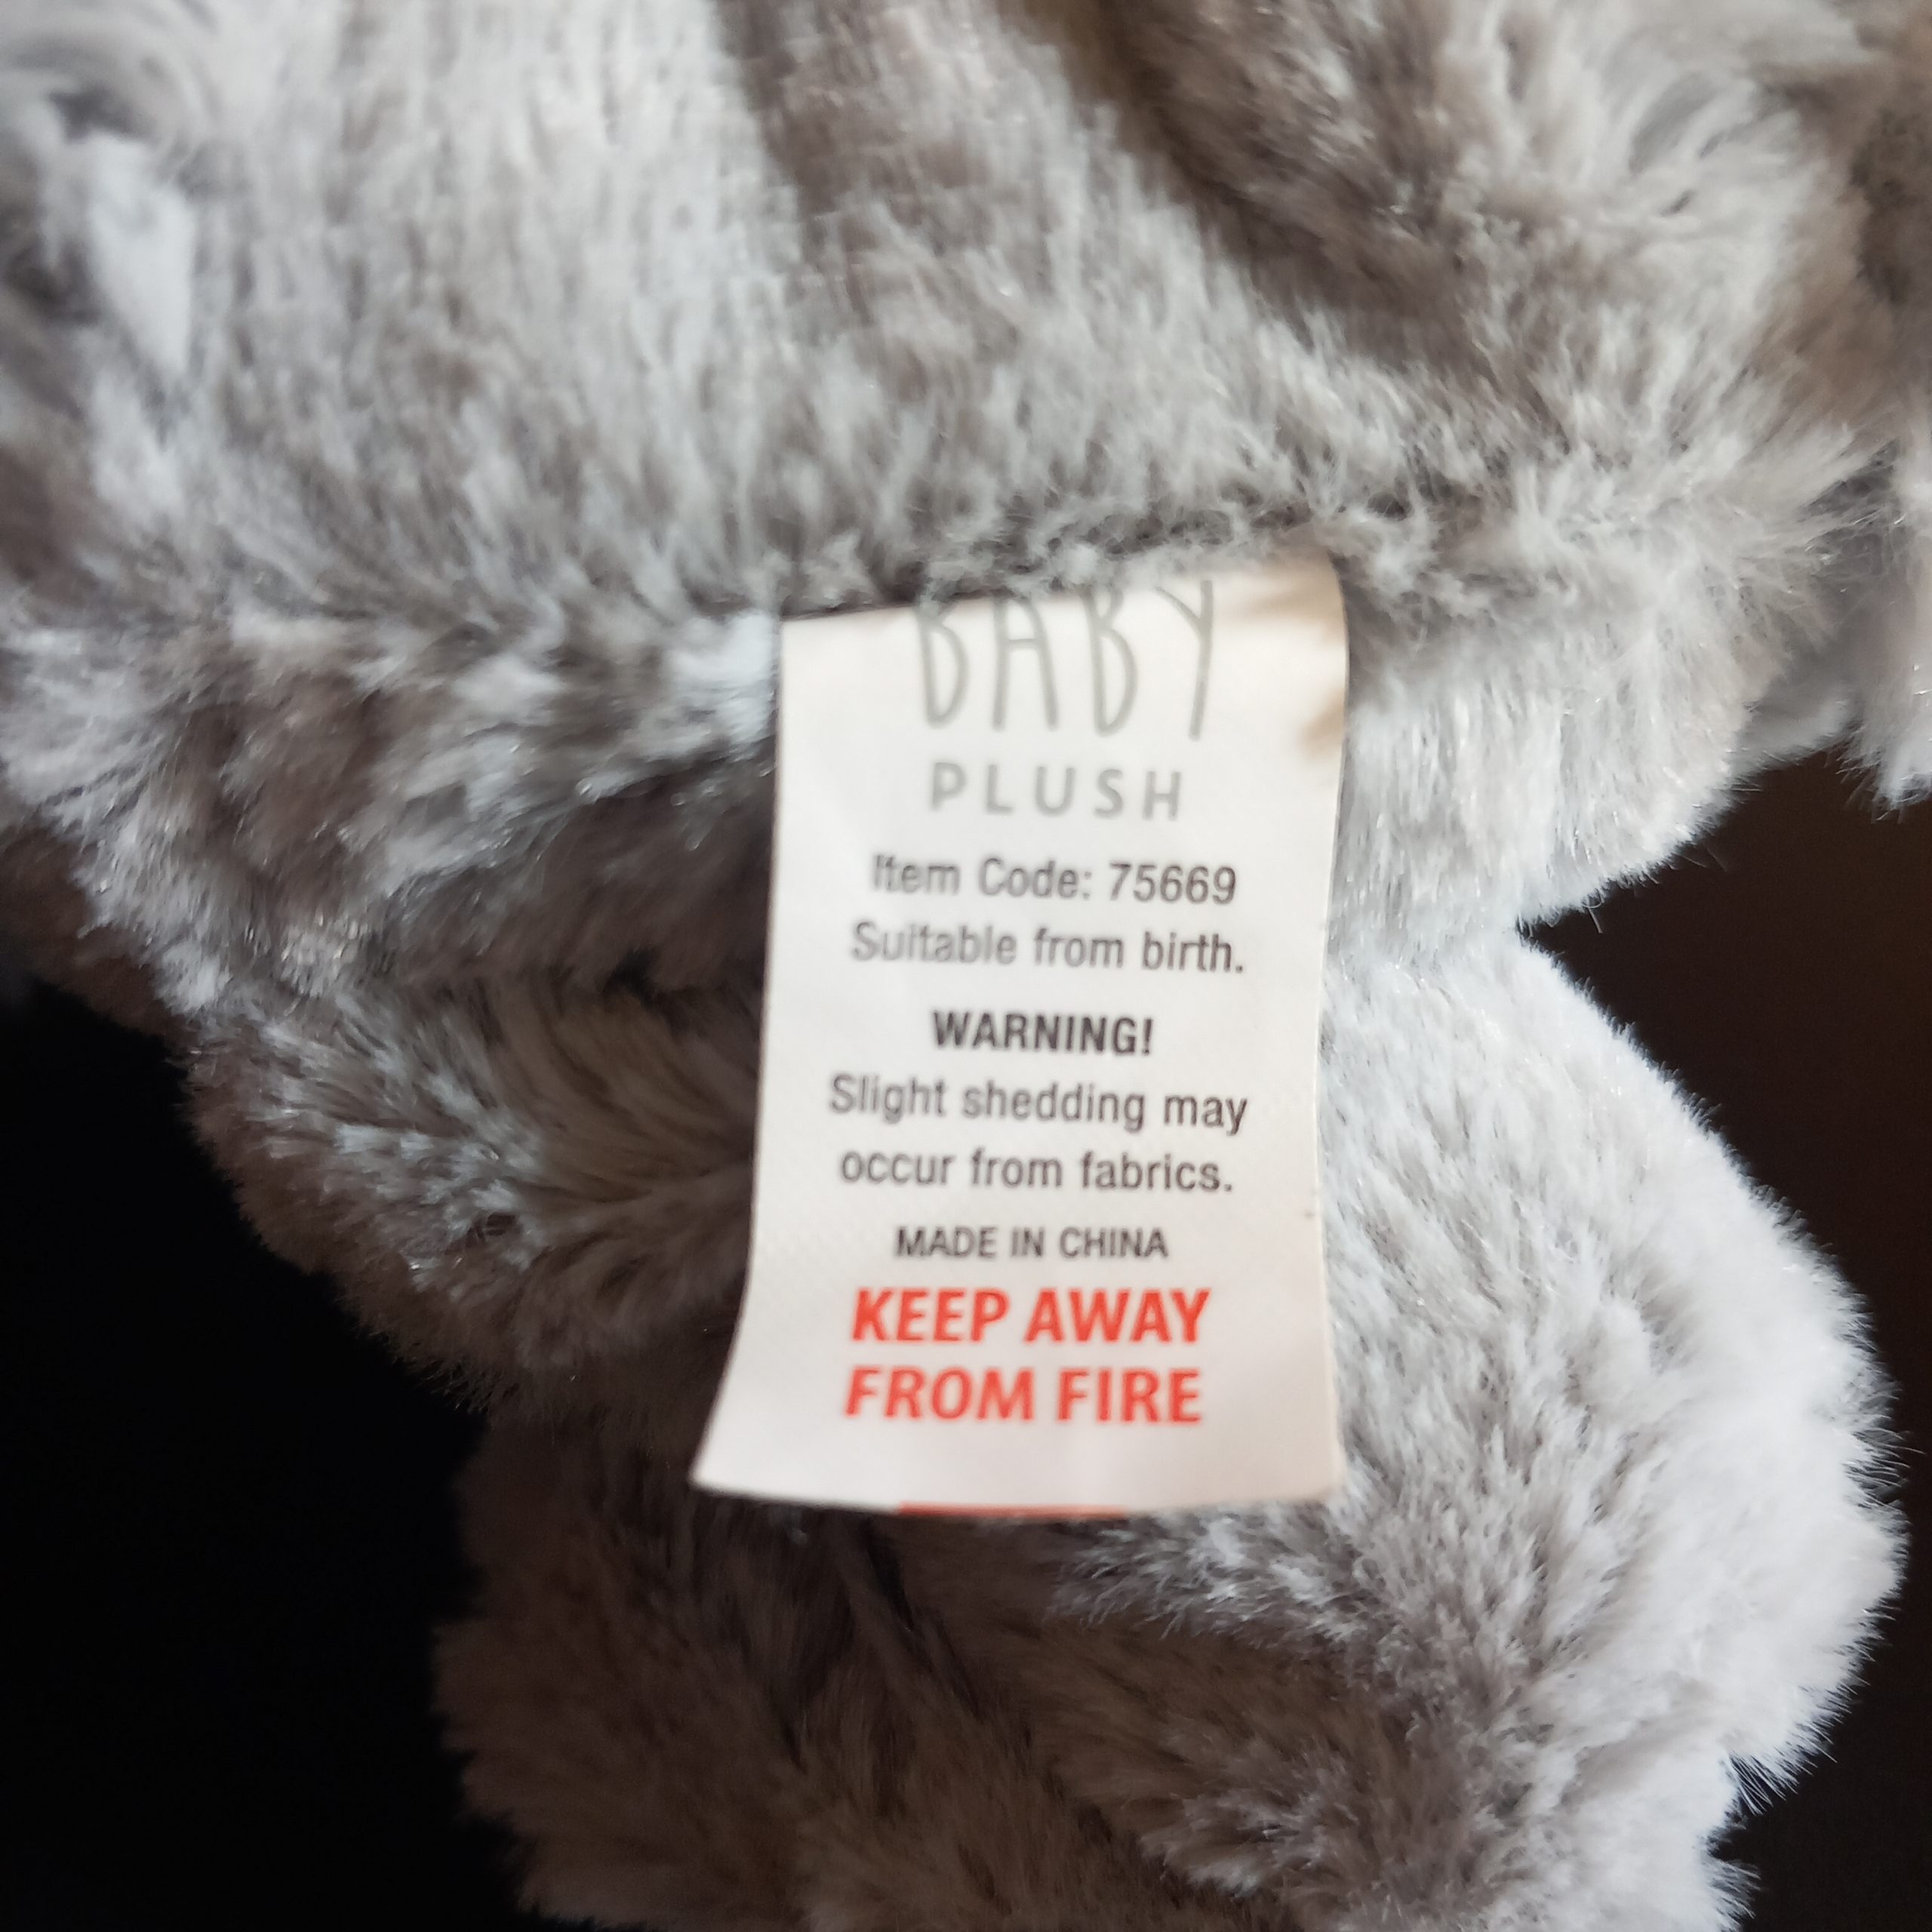 BABY
PLUSH
Item Code: 75669
Suitable from birth.
WARNING!
Slight shedding may
occur from fabrics.
MADE IN CHINA
KEEP AWAY
FROM FIRE